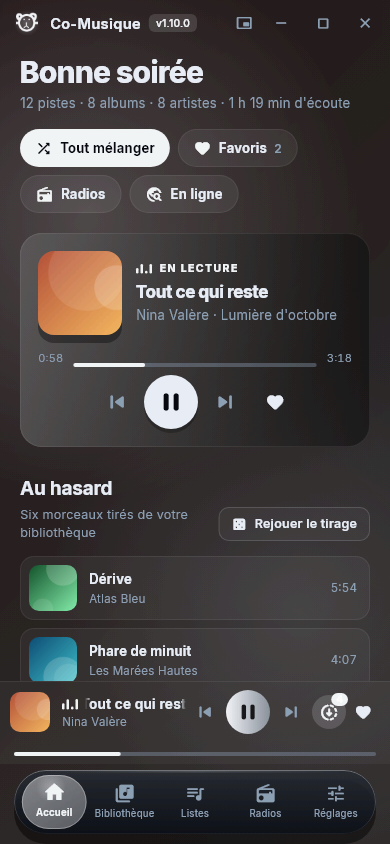 Co-Musique v1.10.0
Bonne soirée
12 pistes · 8 albums · 8 artistes · 1 h 19 min d'écoute
Tout mélanger
Favoris 2
Radios
En ligne
EN LECTURE
Tout ce qui reste
Nina Valère · Lumière d'octobre
0:58
3:18
Au hasard
Six morceaux tirés de votre
bibliothèque
Rejouer le tirage
Dérive
Atlas Bleu
5:54
Phare de minuit
Les Marées Hautes
4:07
Tout ce qui rest
Nina Valère
Accueil
Bibliothèque
Listes
Radios
Réglages